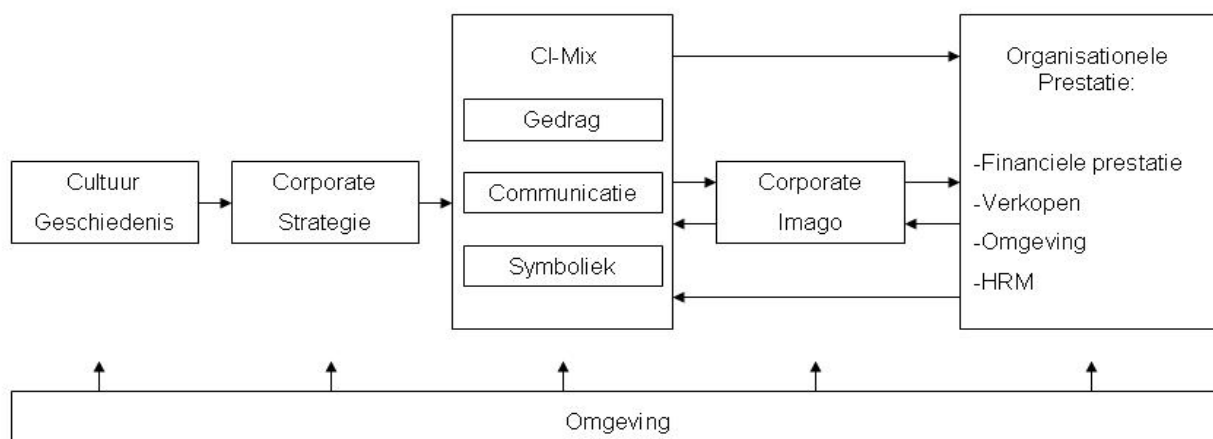 Cultuur
Geschiedenis
Corporate
Strategie
CI-Mix
Gedrag
Communicatie
Symboliek
Corporate
Imago
Organisationele
Prestatie:
-Financiele prestatie
-Verkopen
-Omgeving
-HRM
Omgeving